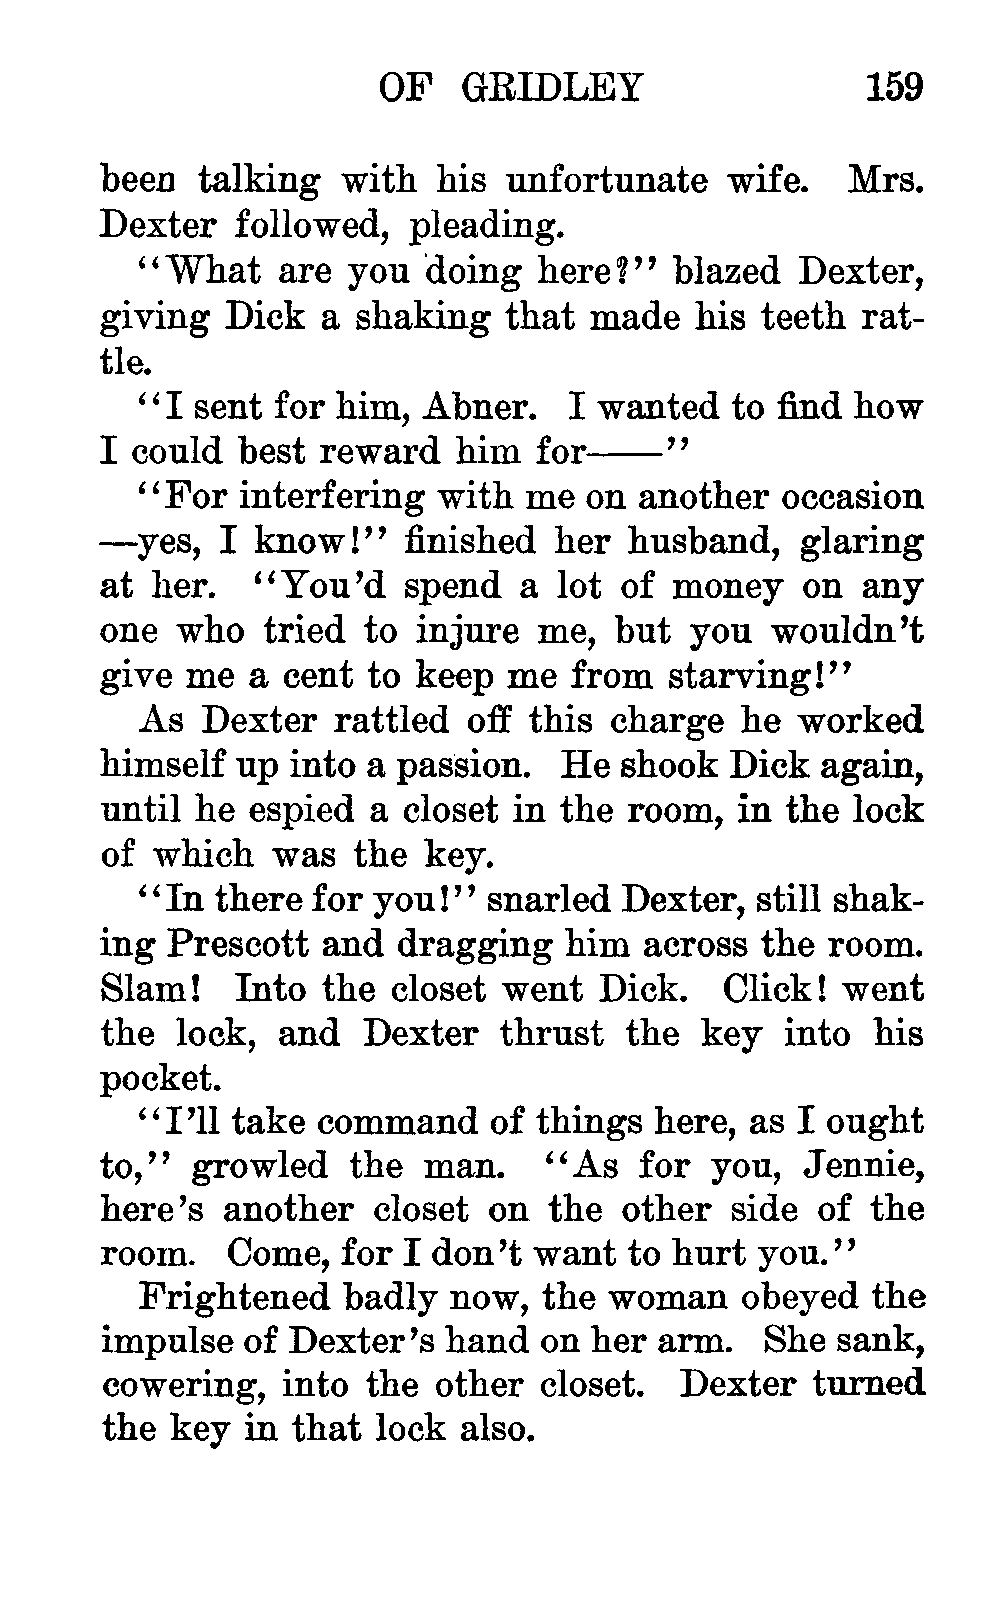 OF GRIDLEY 159
been talking with his unfortunate wife. Mrs.
Dexter followed, pleading.
"What are you doing here?" blazed Dexter,
giving Dick a shaking that made his teeth rat-
tle.
"I sent for him, Abner. I wanted to find how
I could best reward him for——"
"For interfering with me on another occasion
—yes, I know!" finished her husband, glaring
at her. "You'd spend a lot of money on any
one who tried to injure me, but you wouldn't
give me a cent to keep me from starving!"
As Dexter rattled off this charge he worked
himself up into a passion. He shook Dick again,
until he espied a closet in the room, in the lock
of which was the key.
"In there for you!" snarled Dexter, still shak-
ing Prescott and dragging him across the room.
Slam! Into the closet went Dick. Click! went
the lock, and Dexter thrust the key into his
pocket.
"I'll take command of things here, as I ought
to," growled the man. "As for you, Jennie,
here's another closet on the other side of the
room. Come, for I don't want to hurt you."
Frightened badly now, the woman obeyed the
impulse of Dexter's hand on her arm. She sank,
cowering, into the other closet. Dexter turned
the key in that lock also.